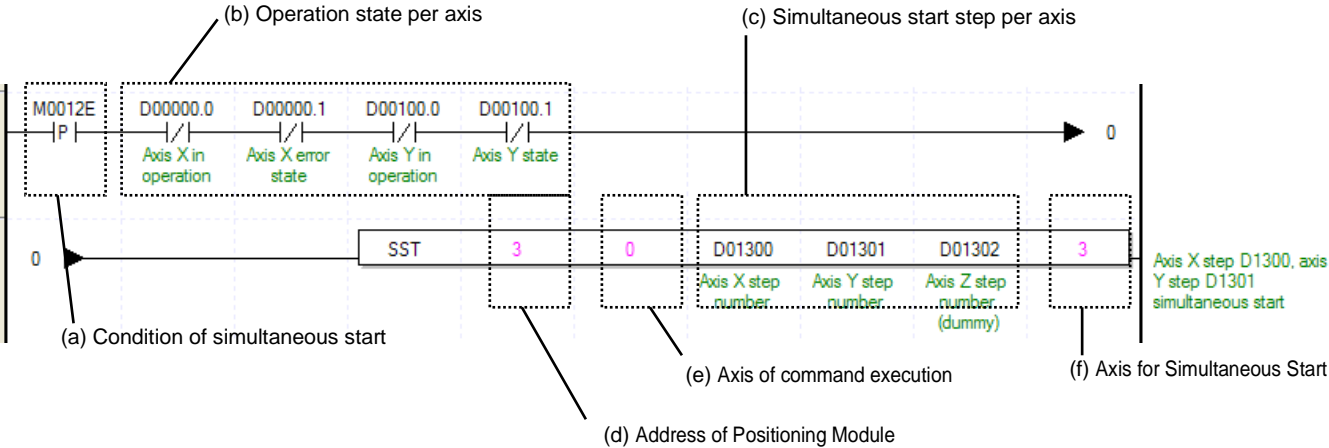 (b) Operation state per axis
(c) Simultaneous start step per axis
M0012E D00000.0 D00000.1 D00100.0 D00100.1
P
0
Axis X in Axis X error Axis Y in Axis Y state
operation state operation
0 SST 3 0 D01300 D01301 D01302 3
Axis X step Axis Y step Axis Z step
number number number
(dummy)
Axis X step D1300, axis
Y step D1301
simultaneous start
(a) Condition of simultaneous start
(e) Axis of command execution
(f) Axis for Simultaneous Start
(d) Address of Positioning Module